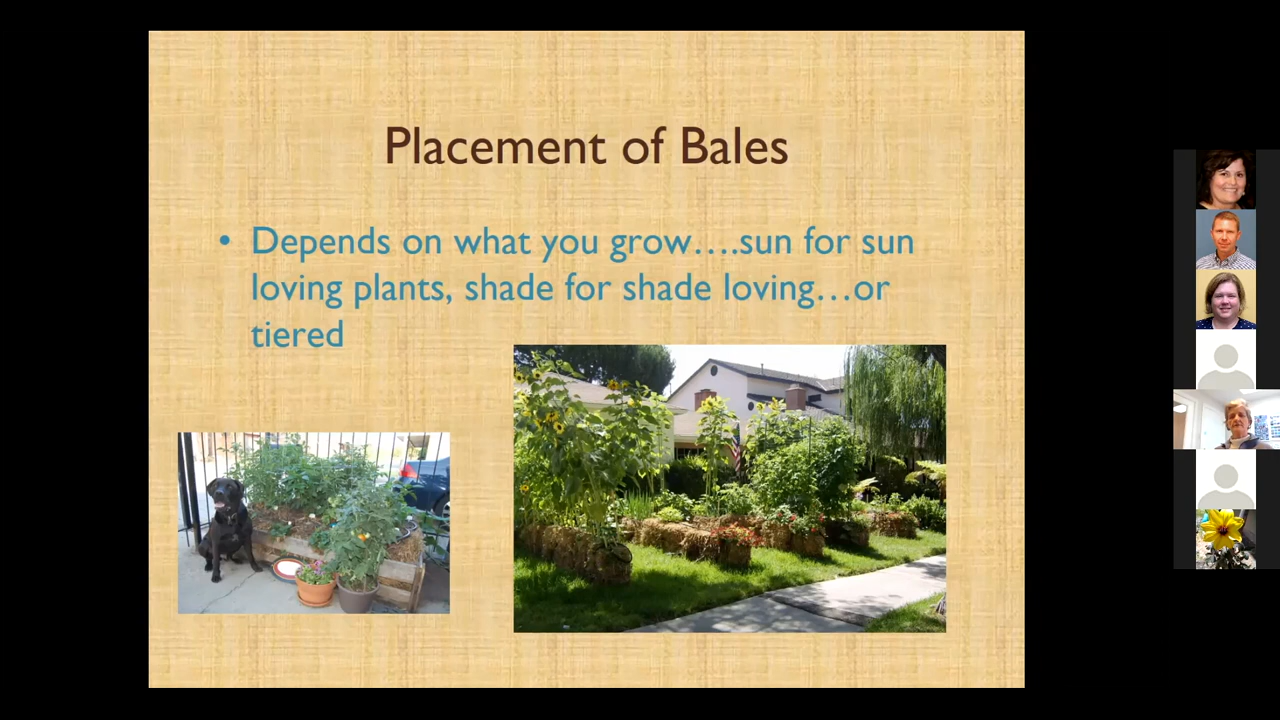 Placement of Bales
• Depends on what you grow….sun for sun
loving plants, shade for shade loving…or
tiered